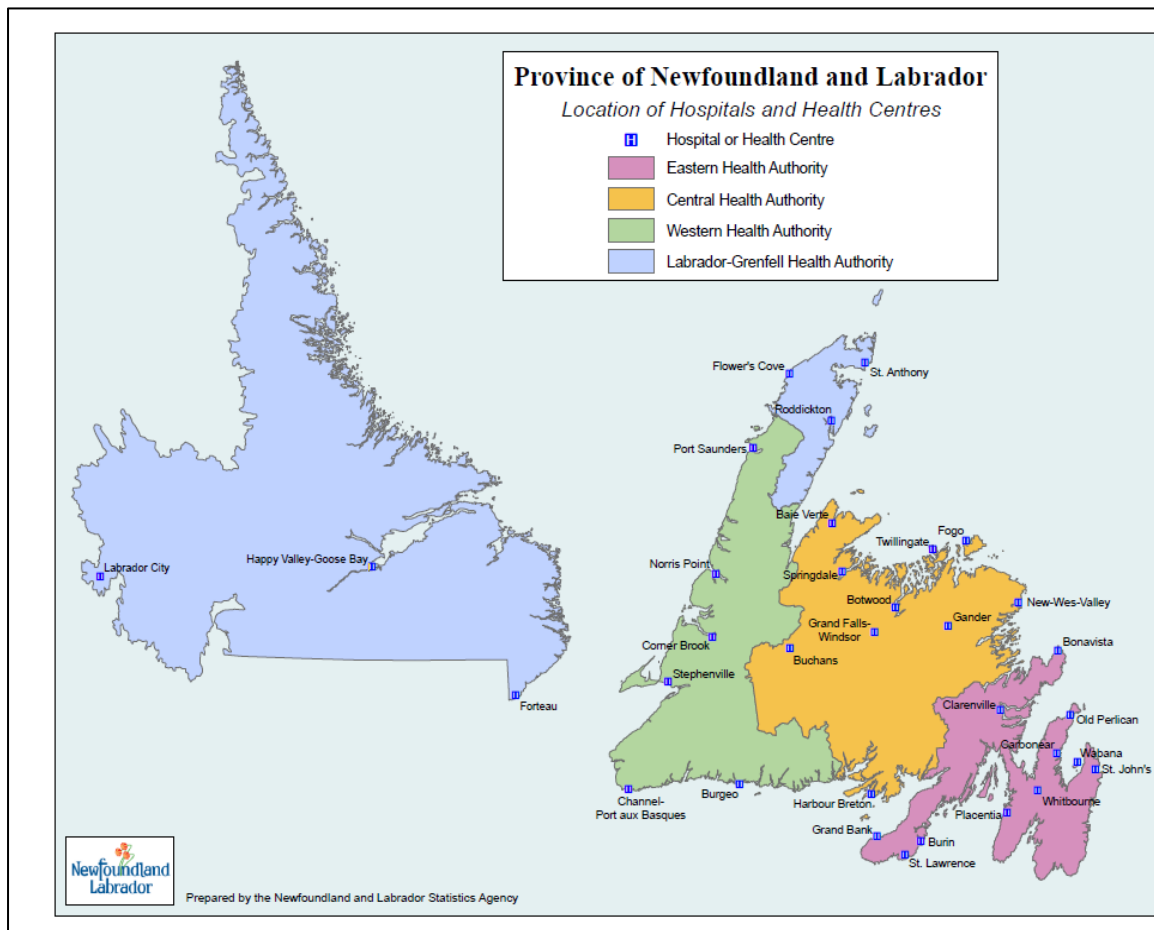 Province of Newfoundland and Labrador
Location of Hospitals and Health Centres
H Hospital or Health Centre
Eastern Health Authority
Central Health Authority
Western Health Authority
Labrador-Grenfell Health Authority
Flower's Cove
St. Anthony
Roddickton
Port Saunders
Baie Verte
Fogo
Twillingate
Happy Valley-Goose Bay
Labrador City
Norris Point
Springdale
Botwood
New-Wes-Valley
Grand Falls-
Windsor
Gander
Corner Brook
Buchans
Bonavista
Stephenville
Forteau
Clarenville
Old Perlican
Carbonear
Wabana
St. John's
Channel-
Port aux Basques
Burgeo
Harbour Breton
Whitbourne
Placentia
Grand Bank
Burin
St. Lawrence
Newfoundland
Labrador
Prepared by the Newfoundland and Labrador Statistics Agency